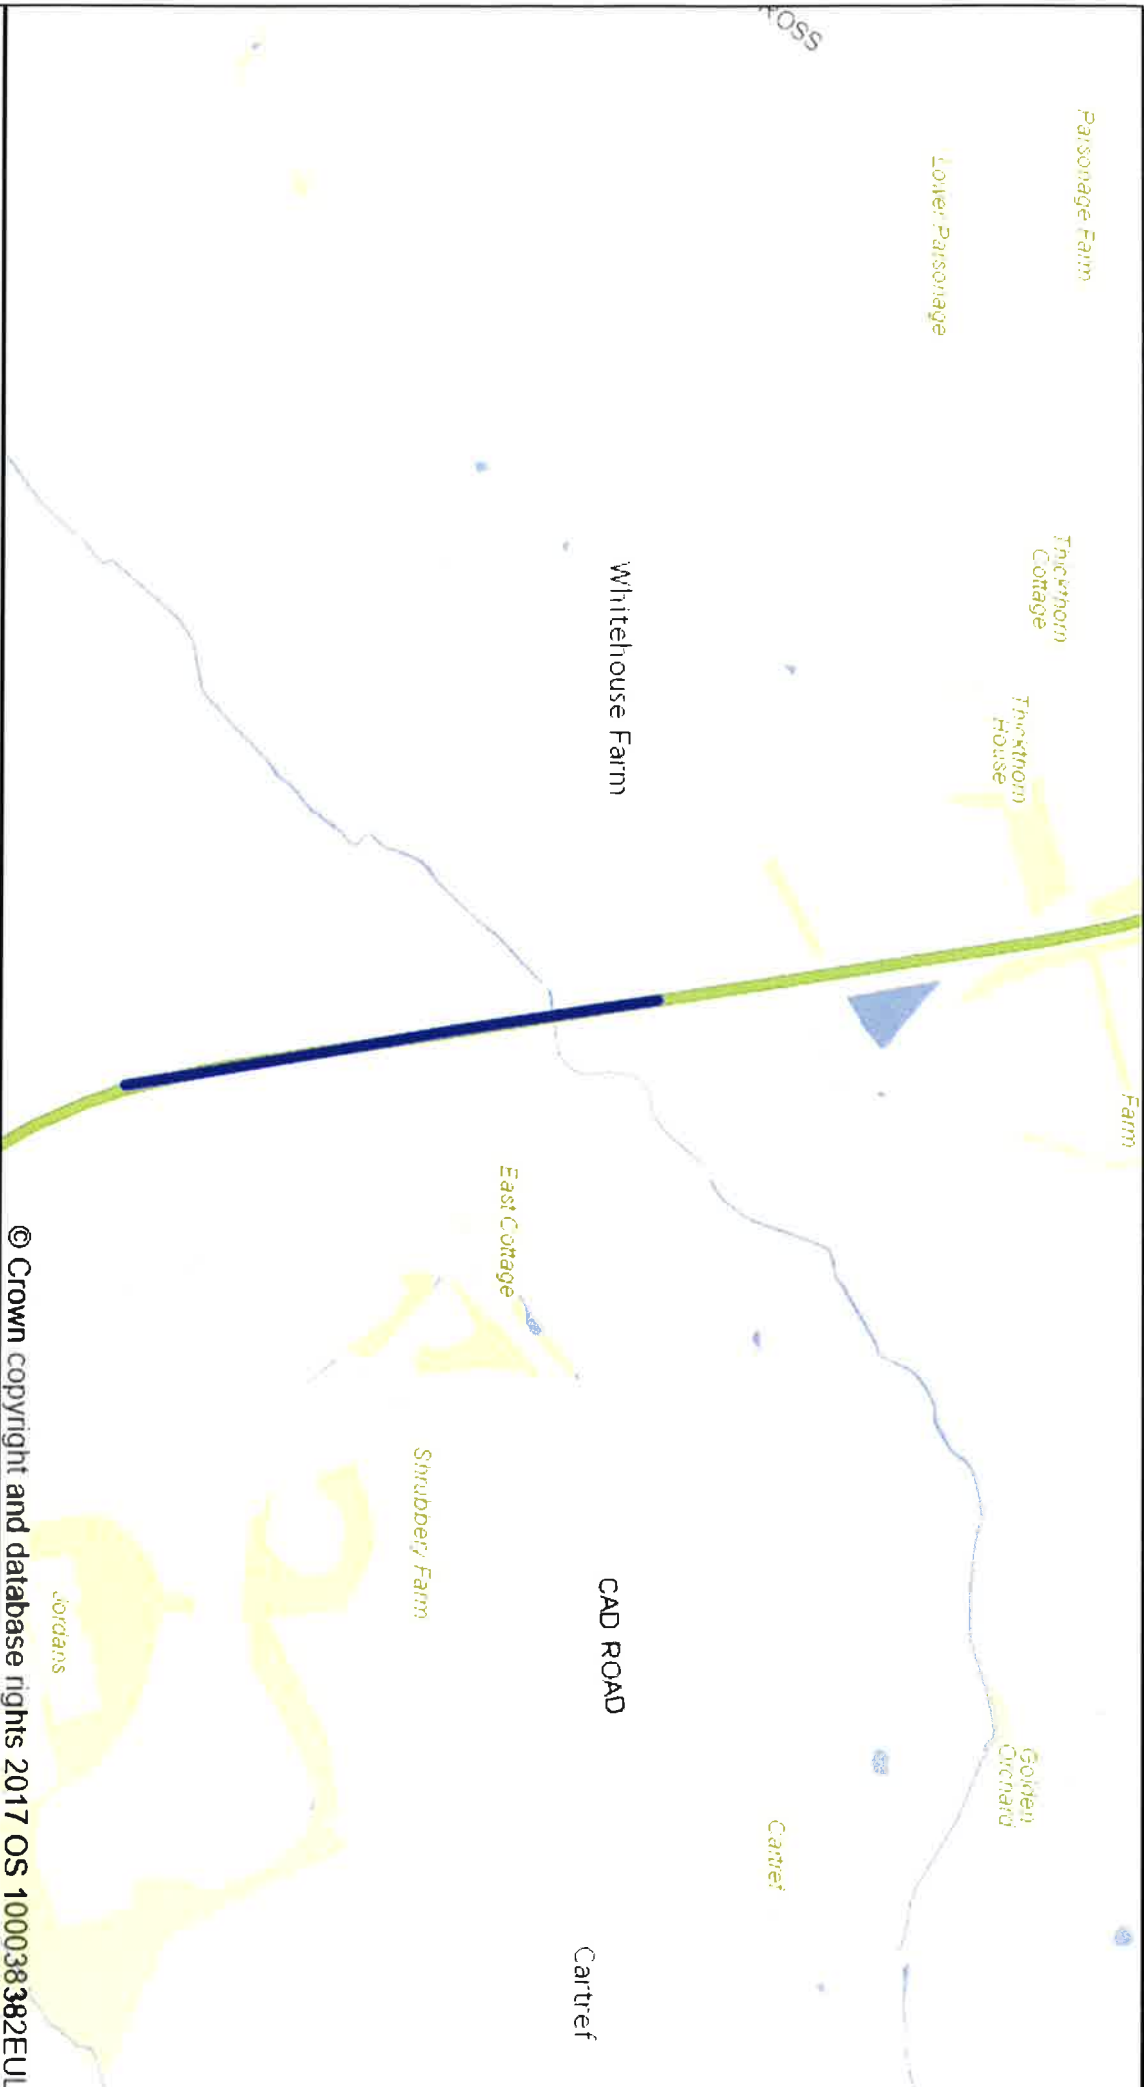 Parsonage Farm
Lower Parsonage
Thickthorn
Cottage
Thickthorn
House
Farm
Whitehouse Farm
East Cottage
Shrubbery Farm
Jordans
CAD ROAD
Golden
Orchard
Cartref
Cartref
© Crown copyright and database rights 2017 OS 100038382EUL